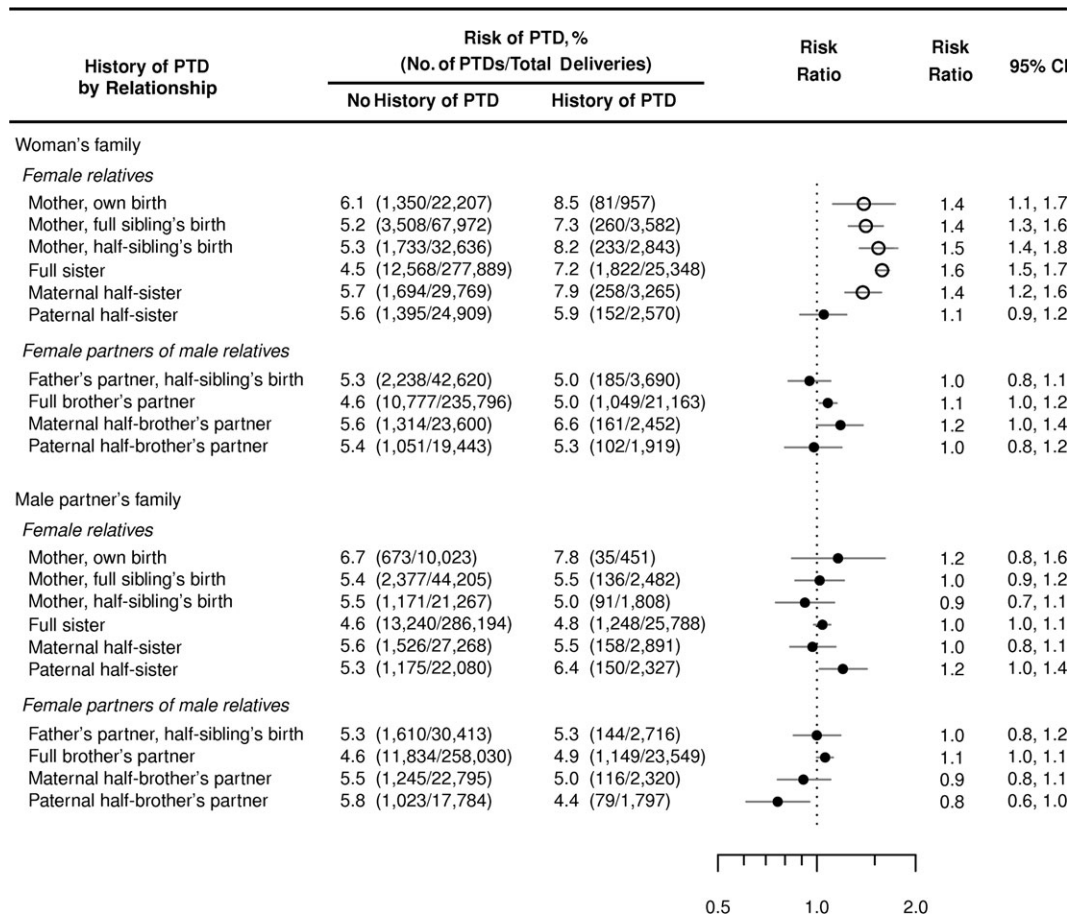 History of PTD by Relationship Risk of PTD, % (No. of PTDs/Total Deliveries) Risk Ratio Risk Ratio 95% CI
No History of PTD History of PTD
Woman's family
Female relatives
Mother, own birth 6.1 (1,350/22,207) 8.5 (81/957) 1.4 1.1, 1.7
Mother, full sibling's birth 5.2 (3,508/67,972) 7.3 (260/3,582) 1.4 1.3, 1.6
Mother, half-sibling's birth 5.3 (1,733/32,636) 8.2 (233/2,843) 1.5 1.4, 1.8
Full sister 4.5 (12,568/277,889) 7.2 (1,822/25,348) 1.6 1.5, 1.7
Maternal half-sister 5.7 (1,694/29,769) 7.9 (258/3,265) 1.4 1.2, 1.6
Paternal half-sister 5.6 (1,395/24,909) 5.9 (152/2,570) 1.1 0.9, 1.2
Female partners of male relatives
Father's partner, half-sibling's birth 5.3 (2,238/42,620) 5.0 (185/3,690) 1.0 0.8, 1.1
Full brother's partner 4.6 (10,777/235,796) 5.0 (1,049/21,163) 1.1 1.0, 1.2
Maternal half-brother's partner 5.6 (1,314/23,600) 6.6 (161/2,452) 1.2 1.0, 1.4
Paternal half-brother's partner 5.4 (1,051/19,443) 5.3 (102/1,919) 1.0 0.8, 1.2
Male partner's family
Female relatives
Mother, own birth 6.7 (673/10,023) 7.8 (35/451) 1.2 0.8, 1.6
Mother, full sibling's birth 5.4 (2,377/44,205) 5.5 (136/2,482) 1.0 0.9, 1.2
Mother, half-sibling's birth 5.5 (1,171/21,267) 5.0 (91/1,808) 0.9 0.7, 1.1
Full sister 4.6 (13,240/286,194) 4.8 (1,248/25,788) 1.0 1.0, 1.1
Maternal half-sister 5.6 (1,526/27,268) 5.5 (158/2,891) 1.0 0.8, 1.1
Paternal half-sister 5.3 (1,175/22,080) 6.4 (150/2,327) 1.2 1.0, 1.4
Female partners of male relatives
Father's partner, half-sibling's birth 5.3 (1,610/30,413) 5.3 (144/2,716) 1.0 0.8, 1.2
Full brother's partner 4.6 (11,834/258,030) 4.9 (1,149/23,549) 1.1 1.0, 1.1
Maternal half-brother's partner 5.5 (1,245/22,795) 5.0 (116/2,320) 0.9 0.8, 1.1
Paternal half-brother's partner 5.8 (1,023/17,784) 4.4 (79/1,797) 0.8 0.6, 1.0
0.5 1.0 2.0